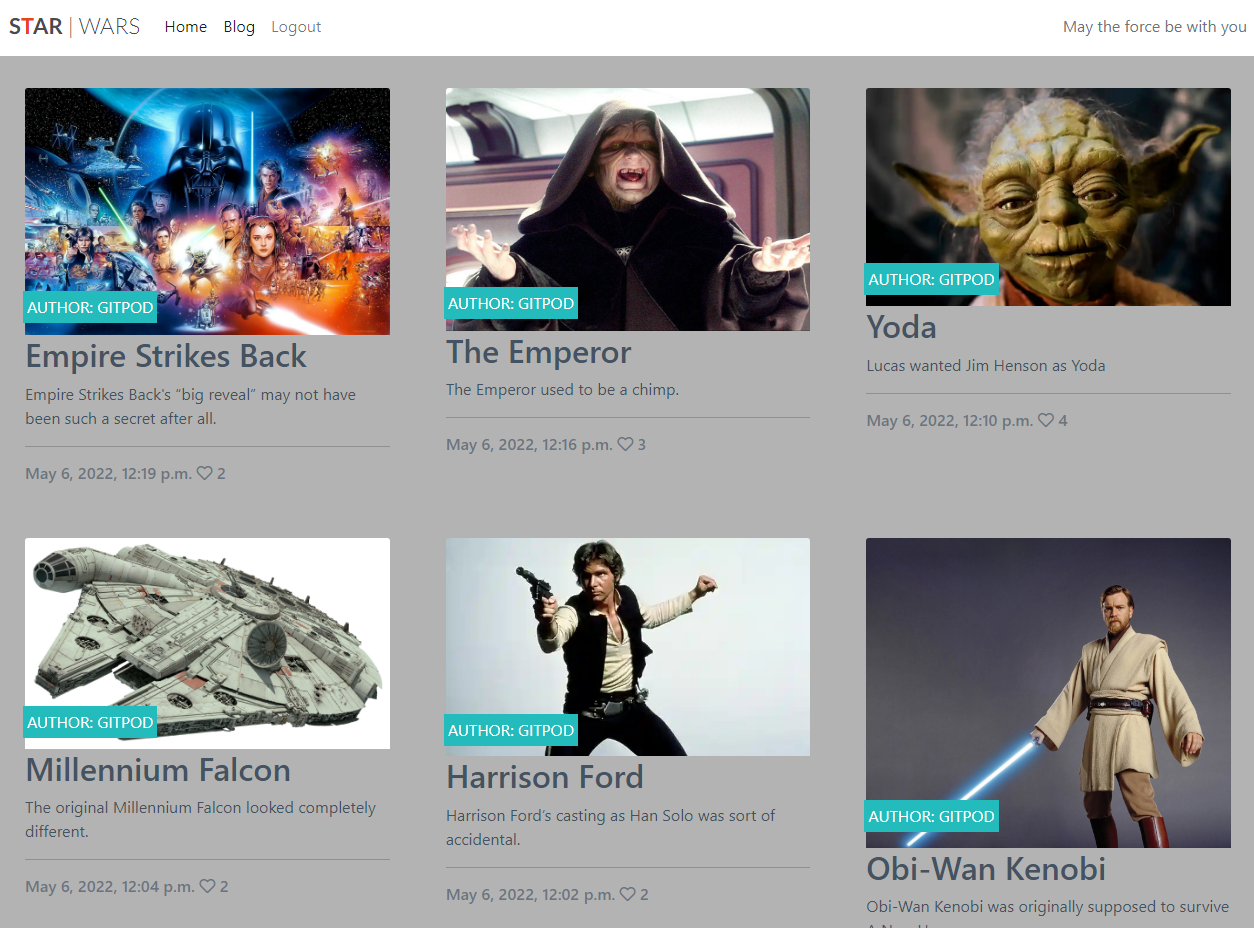 STAR | WARS Home Blog Logout May the force be with you
AUTHOR: GITPOD
Empire Strikes Back
Empire Strikes Back's “big reveal” may not have
been such a secret after all.
May 6, 2022, 12:19 p.m. 2
AUTHOR: GITPOD
The Emperor
The Emperor used to be a chimp.
May 6, 2022, 12:16 p.m. 3
AUTHOR: GITPOD
Yoda
Lucas wanted Jim Henson as Yoda
May 6, 2022, 12:10 p.m. 4
AUTHOR: GITPOD
Millennium Falcon
The original Millennium Falcon looked completely
different.
May 6, 2022, 12:04 p.m. 2
AUTHOR: GITPOD
Harrison Ford
Harrison Ford’s casting as Han Solo was sort of
accidental.
May 6, 2022, 12:02 p.m. 2
AUTHOR: GITPOD
Obi-Wan Kenobi
Obi-Wan Kenobi was originally supposed to survive